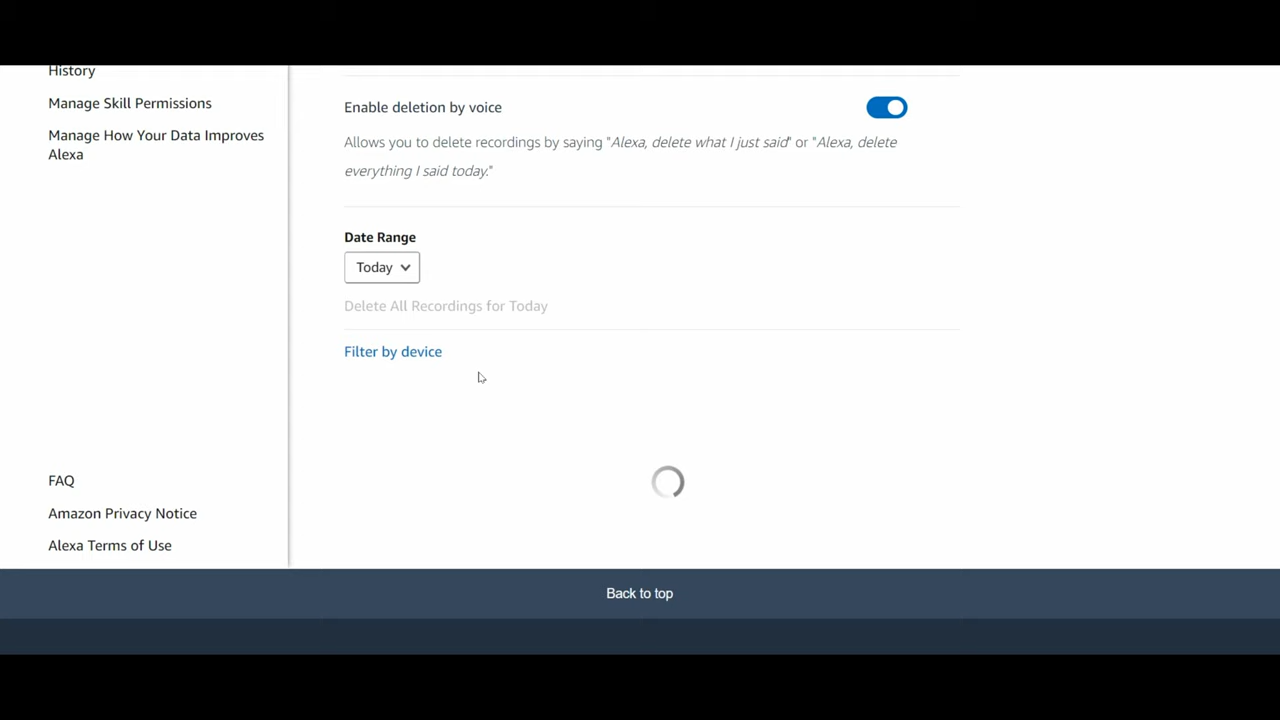 History
Manage Skill Permissions
Manage How Your Data Improves
Alexa
FAQ
Amazon Privacy Notice
Alexa Terms of Use
Enable deletion by voice
Allows you to delete recordings by saying "Alexa, delete what I just said" or "Alexa, delete
everything I said today."
Date Range
Today
Delete All Recordings for Today
Filter by device
Back to top